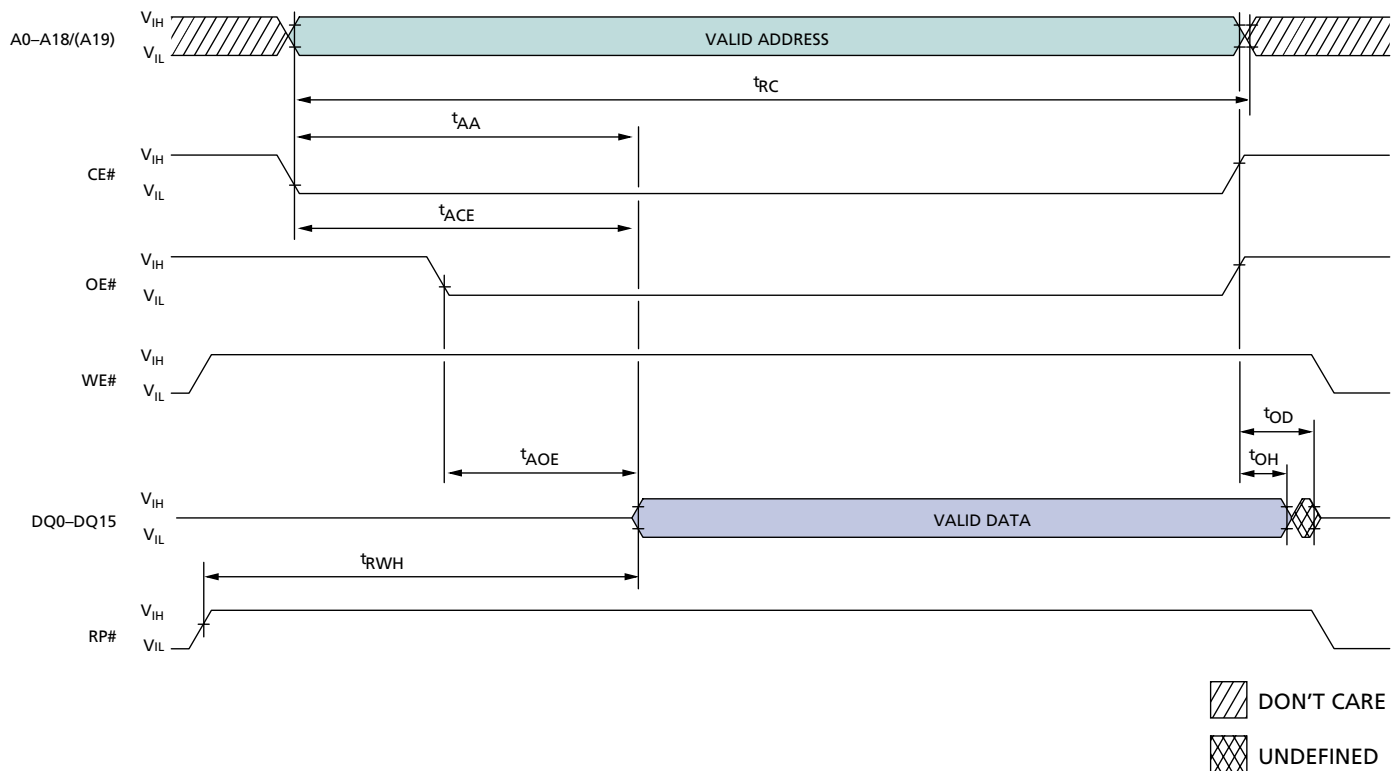 A0–A18/(A19)
VIH
VIL
VALID ADDRESS
tRC
tAA
CE#
VIH
VIL
tACE
OE#
VIH
VIL
WE#
VIH
VIL
tOD
tAOE
tOH
DQ0–DQ15
VIH
VIL
VALID DATA
tRWH
RP#
VIH
VIL
DON'T CARE
UNDEFINED